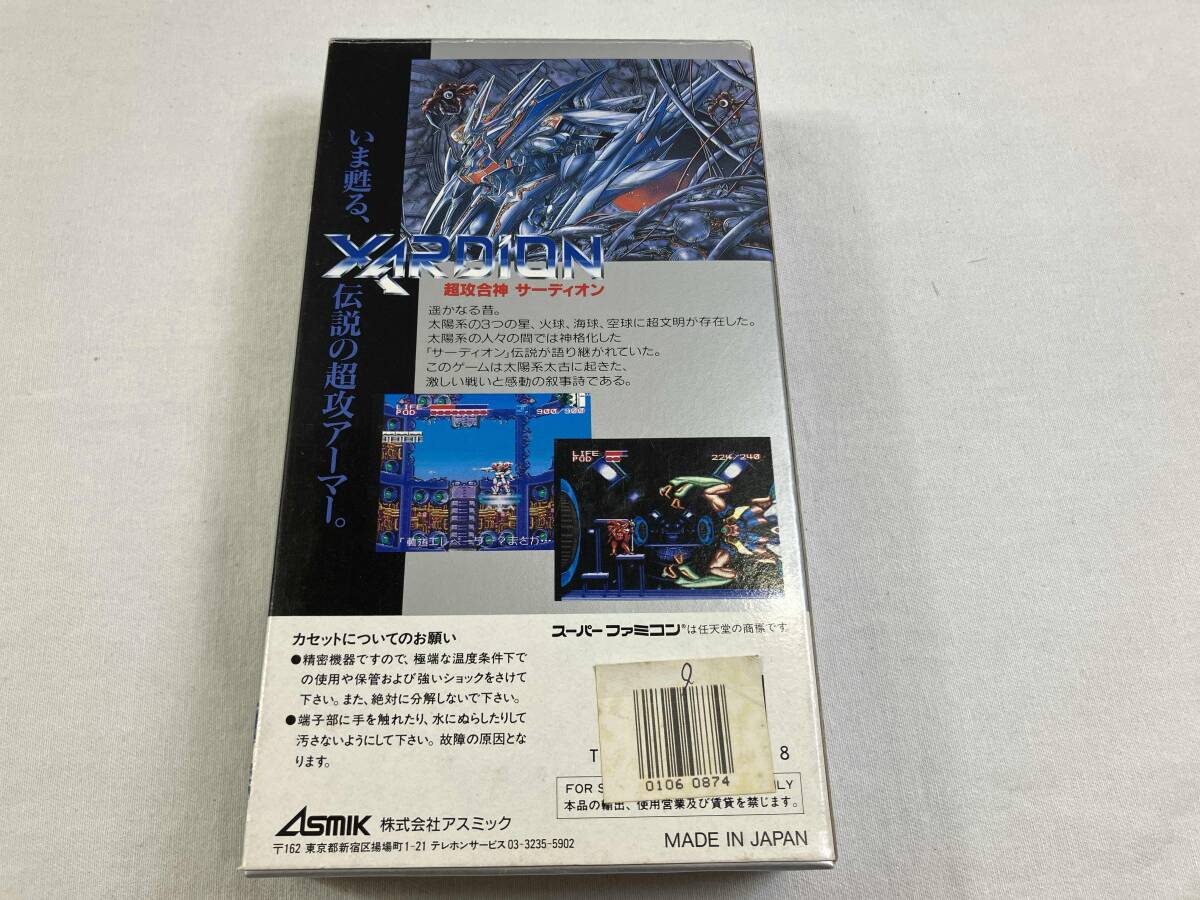 いま甦る、
伝説の超攻アーマー。
XARDION
超攻合神 サーディオン
遥かなる昔。
太陽系の3つの星、火球、海球、空球に超文明が存在した。
太陽系の人々の間では神格化した
「サーディオン」伝説が語り継がれていた。
このゲームは太陽系太古に起きた、
激しい戦いと感動の叙事詩である。
LIFE
POD
300/300
LIFE
POD
224/240
カセットについてのお願い
●精密機器ですので、極端な温度条件下で
の使用や保管および強いショックをさけて
下さい。また、絶対に分解しないで下さい。
●端子部に手を触れたり、水にぬらしたりして
汚さないようにして下さい。故障の原因とな
ります。
スーパーファミコン®は任天堂の商標です
T
8
0106 0874
FOR S
LY
本品の輸出、使用営業及び賃貸を禁じます。
ASMIK 株式会社アスミック
〒162 東京都新宿区揚場町1-21 テレホンサービス03-3235-5902
MADE IN JAPAN